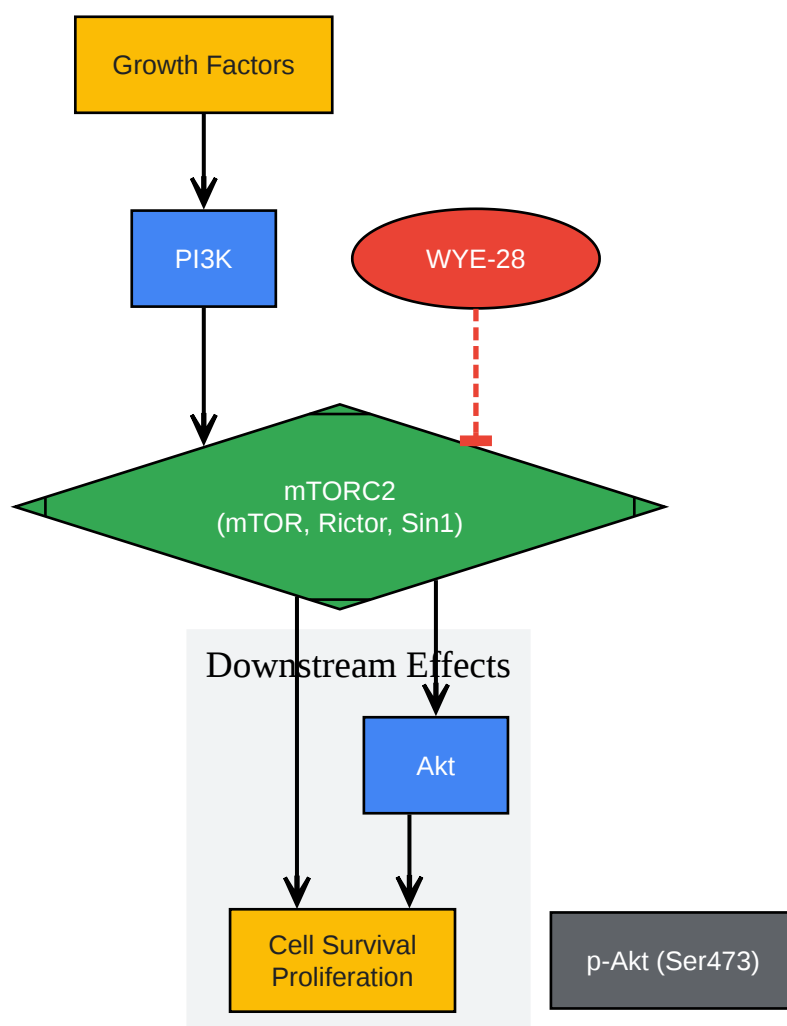 Growth Factors
PI3K
WYE-28
mTORC2
(mTOR, Rictor, Sin1)
Downstream Effects
Akt
Cell Survival
Proliferation
p-Akt (Ser473)